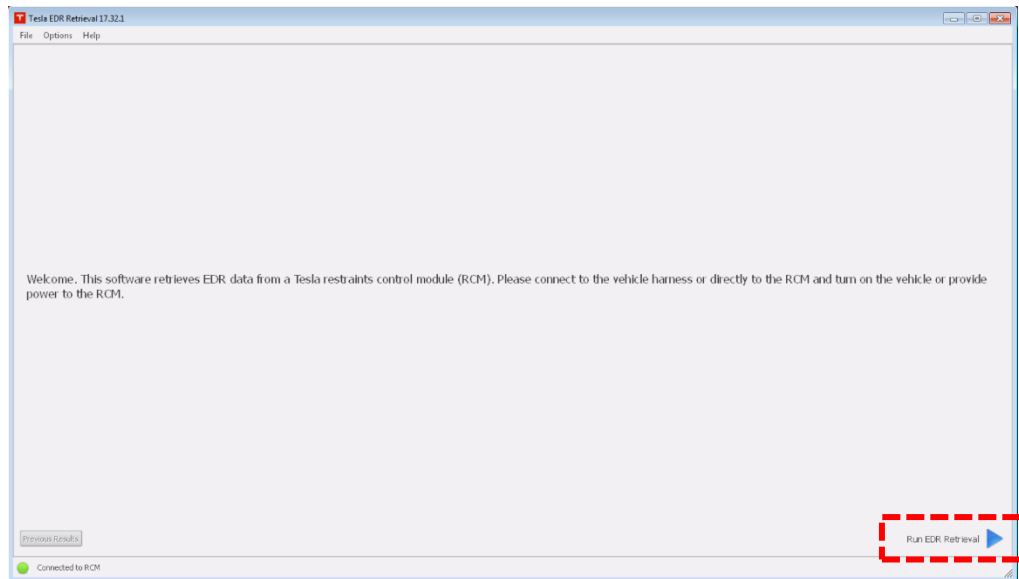 Tesla EDR Retrieval 17.32.1
File Options Help
Welcome. This software retrieves EDR data from a Tesla restraints control module (RCM). Please connect to the vehicle harness or directly to the RCM and turn on the vehicle or provide
power to the RCM.
Previous Results
Run EDR Retrieval
Connected to RCM